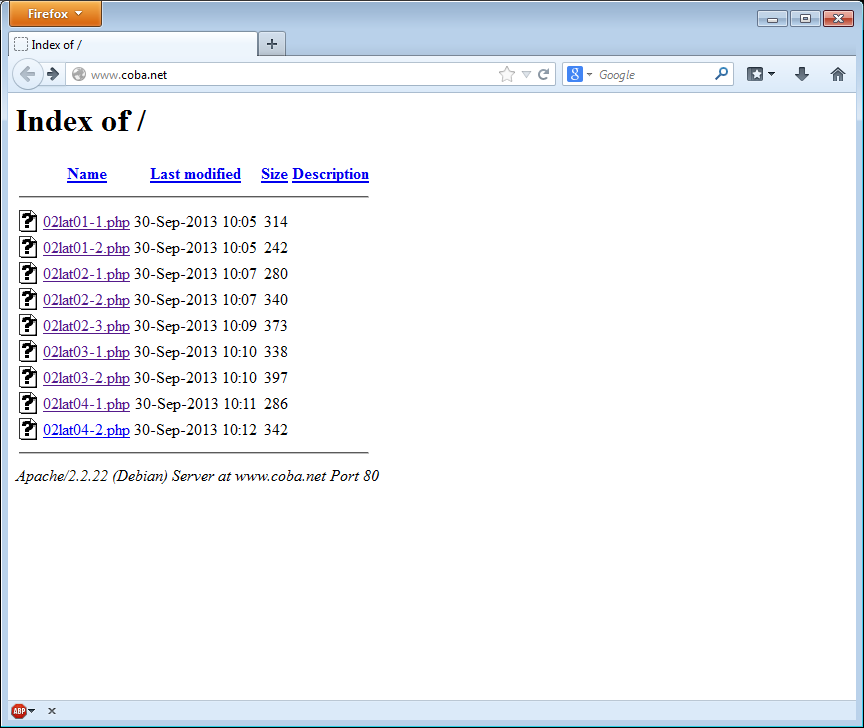 Firefox
Index of /
www.coba.net
Google
Index of /
Name Last modified Size Description
02lat01-1.php 30-Sep-2013 10:05 314
02lat01-2.php 30-Sep-2013 10:05 242
02lat02-1.php 30-Sep-2013 10:07 280
02lat02-2.php 30-Sep-2013 10:07 340
02lat02-3.php 30-Sep-2013 10:09 373
02lat03-1.php 30-Sep-2013 10:10 338
02lat03-2.php 30-Sep-2013 10:10 397
02lat04-1.php 30-Sep-2013 10:11 286
02lat04-2.php 30-Sep-2013 10:12 342
Apache/2.2.22 (Debian) Server at www.coba.net Port 80
ABP